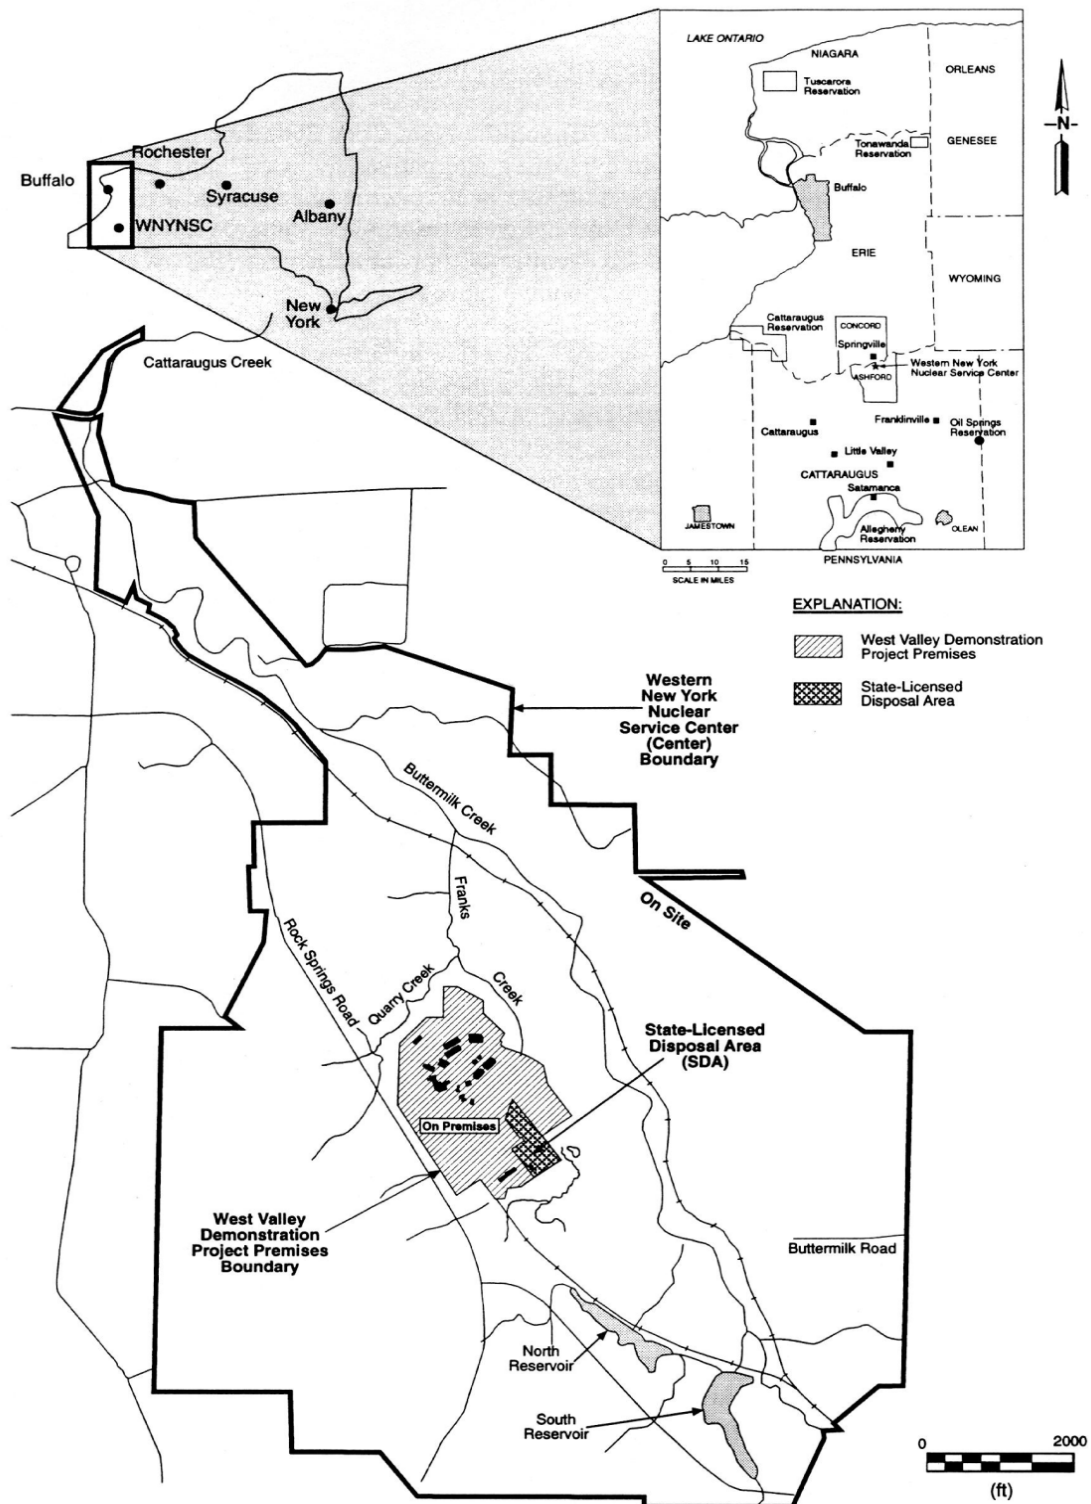 LAKE ONTARIO
NIAGARA
ORLEANS
Tuscarora
Reservation
N
Tonawanda
Reservation
GENESEE
Rochester
Buffalo
Syracuse
Albany
WNYNSC
New
York
Buffalo
ERIE
WYOMING
Cattaraugus
Reservation
CONCORD
Springville
Western New York
Nuclear Service Center
ASHFORD
Cattaraugus
Franklinville
Oil Springs
Reservation
Little Valley
CATTARAUGUS
Satamanca
JAMESTOWN
Allegheny
Reservation
OLEAN
PENNSYLVANIA
0 5 10 15
SCALE IN MILES
Cattaraugus Creek
EXPLANATION:
West Valley Demonstration
Project Premises
State-Licensed
Disposal Area
Western
New York
Nuclear
Service Center
(Center)
Boundary
Buttermilk Creek
Franks
Creek
On Site
Rock Springs Road
Quarry Creek
State-Licensed
Disposal Area
(SDA)
On Premises
West Valley
Demonstration
Project Premises
Boundary
Buttermilk Road
North
Reservoir
South
Reservoir
0 2000
(ft)